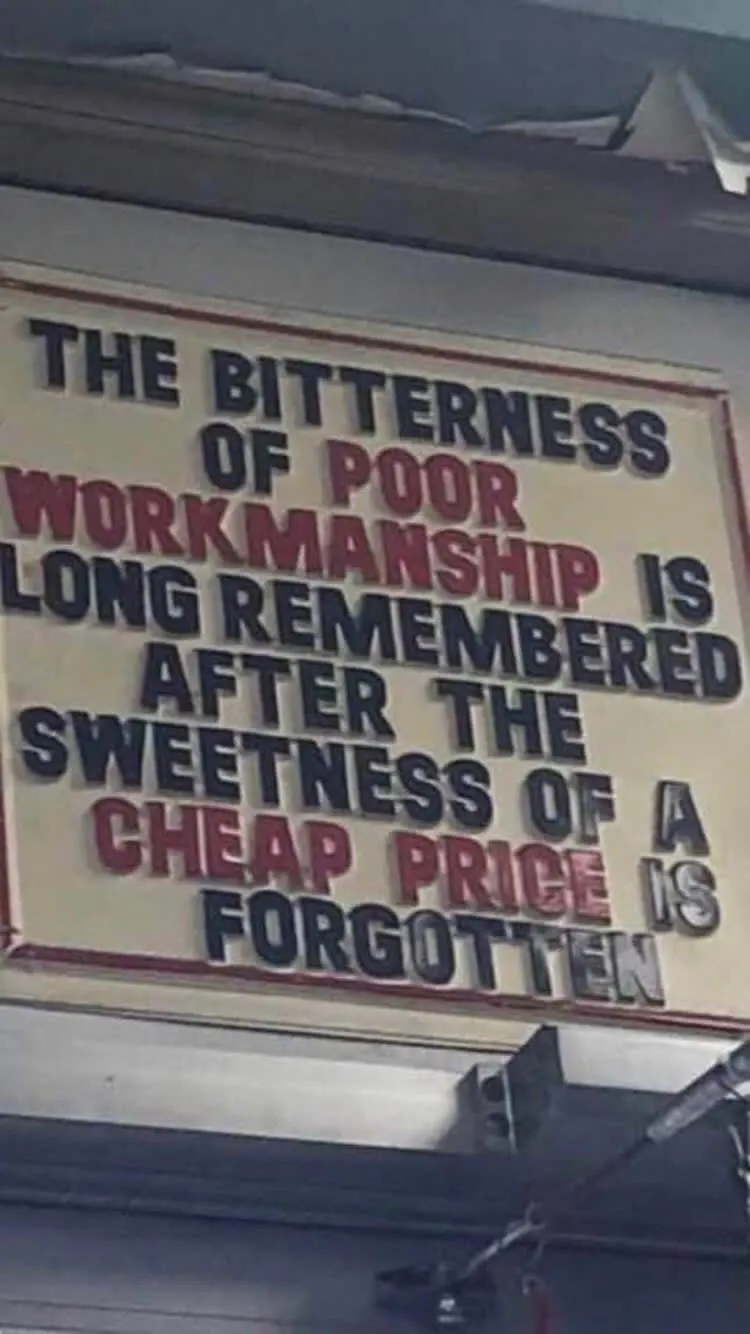 THE BITTERNESS
OF POOR
WORKMANSHIP IS
LONG REMEMBERED
AFTER THE
SWEETNESS OF A
CHEAP PRICE IS
FORGOTTEN